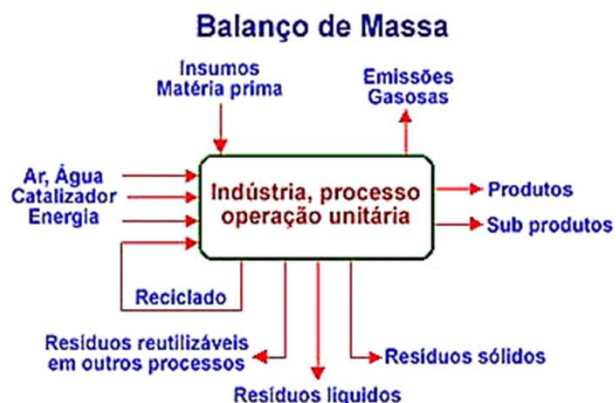 Balanço de Massa
Insumos
Matéria prima
Emissões
Gasosas
Ar, Água
Catalizador
Energia
Indústria, processo
operação unitária
Produtos
Sub produtos
Reciclado
Resíduos reutilizáveis
em outros processos
Resíduos sólidos
Resíduos líquidos